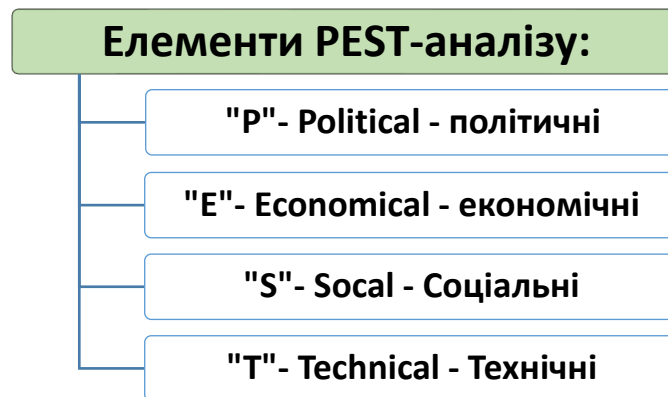 Елементи PEST-аналізу:
"P"- Political - політичні
"E"- Economical - економічні
"S"- Socal - Соціальні
"T"- Technical - Технічні